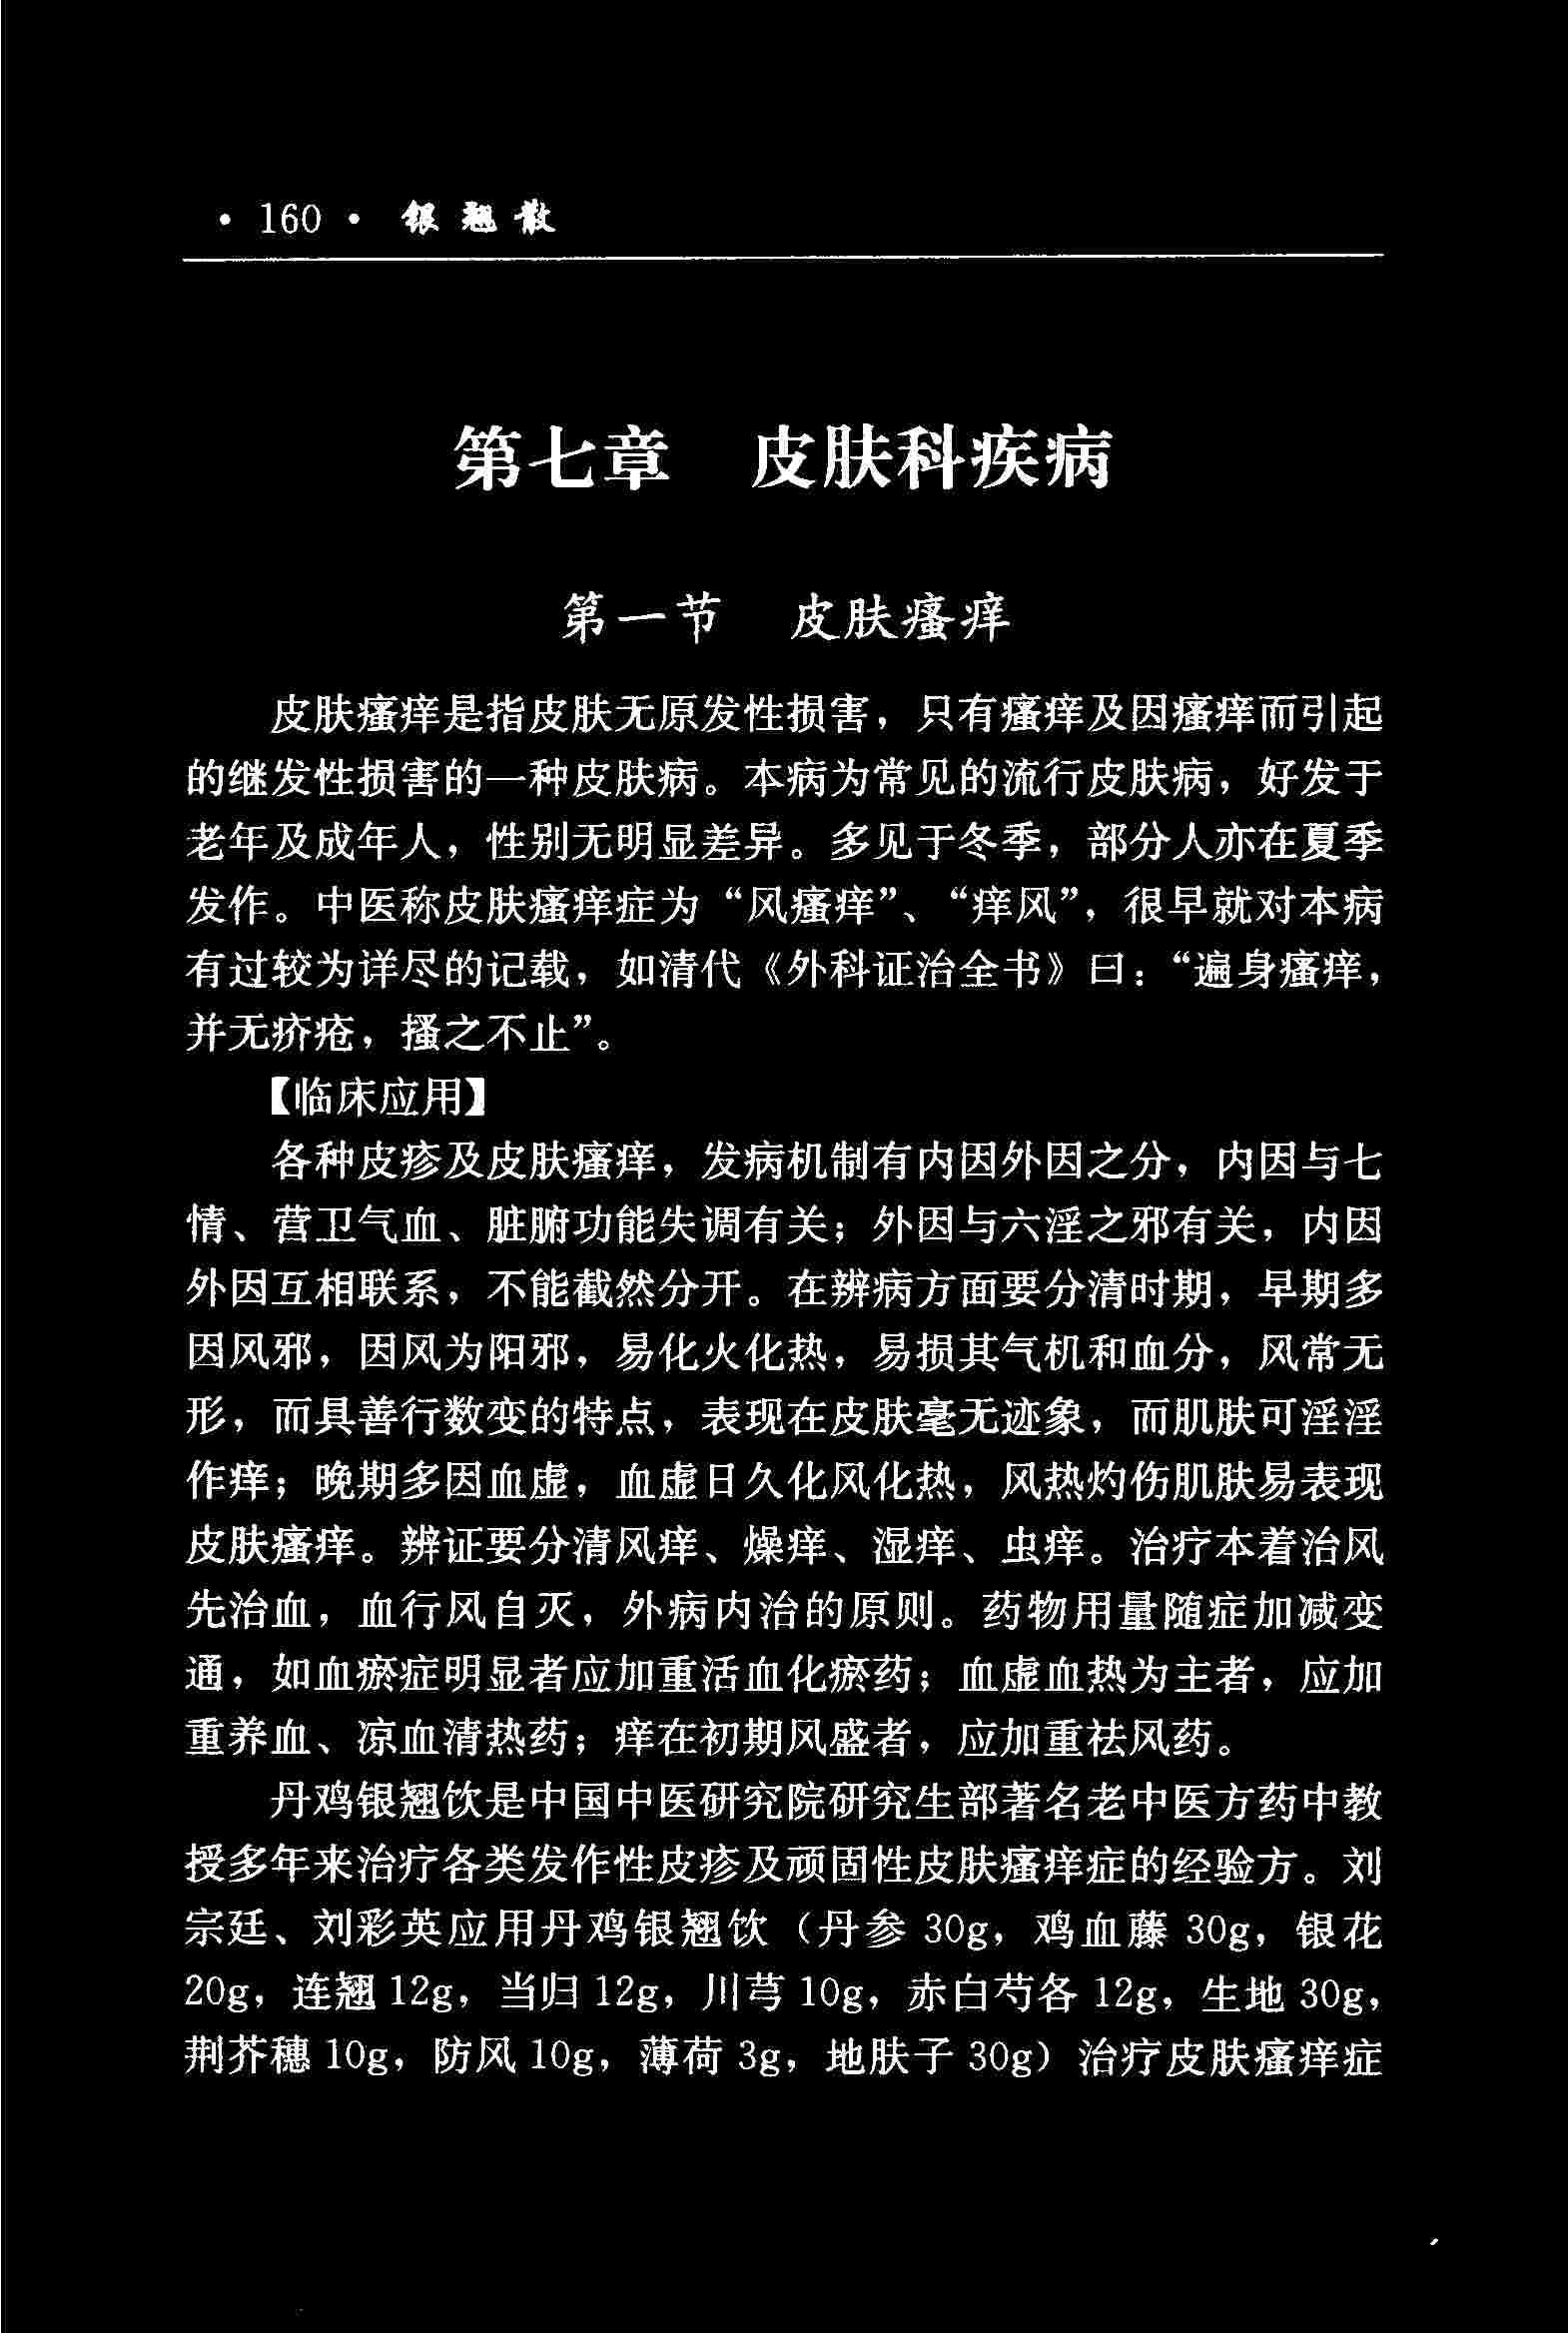 · 160 · 银翘散
第七章 皮肤科疾病
第一节 皮肤瘙痒
皮肤瘙痒是指皮肤无原发性损害，只有瘙痒及因瘙痒而引起
的继发性损害的一种皮肤病。本病为常见的流行皮肤病，好发于
老年及成年人，性别无明显差异。多见于冬季，部分人亦在夏季
发作。中医称皮肤瘙痒症为“风瘙痒”、“痒风”，很早就对本病
有过较为详尽的记载，如清代《外科证治全书》曰：“遍身瘙痒，
并无疥疮，搔之不止”。
【临床应用】
各种皮疹及皮肤瘙痒，发病机制有内因外因之分，内因与七
情、营卫气血、脏腑功能失调有关；外因与六淫之邪有关，内因
外因互相联系，不能截然分开。在辨病方面要分清时期，早期多
因风邪，因风为阳邪，易化火化热，易损其气机和血分，风常无
形，而具善行数变的特点，表现在皮肤毫无迹象，而肌肤可淫淫
作痒；晚期多因血虚，血虚日久化风化热，风热灼伤肌肤易表现
皮肤瘙痒。辨证要分清风痒、燥痒、湿痒、虫痒。治疗本着治风
先治血，血行风自灭，外病内治的原则。药物用量随症加减变
通，如血瘀症明显者应加重活血化瘀药；血虚血热为主者，应加
重养血、凉血清热药；痒在初期风盛者，应加重祛风药。
丹鸡银翘饮是中国中医研究院研究生部著名老中医方药中教
授多年来治疗各类发作性皮疹及顽固性皮肤瘙痒症的经验方。刘
宗廷、刘彩英应用丹鸡银翘饮（丹参 30g，鸡血藤 30g，银花
20g，连翘 12g，当归 12g，川芎 10g，赤白芍各 12g，生地 30g，
荆芥穗 10g，防风 10g，薄荷 3g，地肤子 30g）治疗皮肤瘙痒症